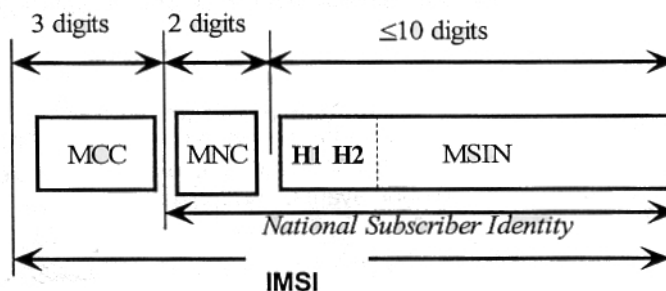 3 digits 2 digits ≤10 digits
MCC MNC H1 H2 MSIN
National Subscriber Identity
IMSI